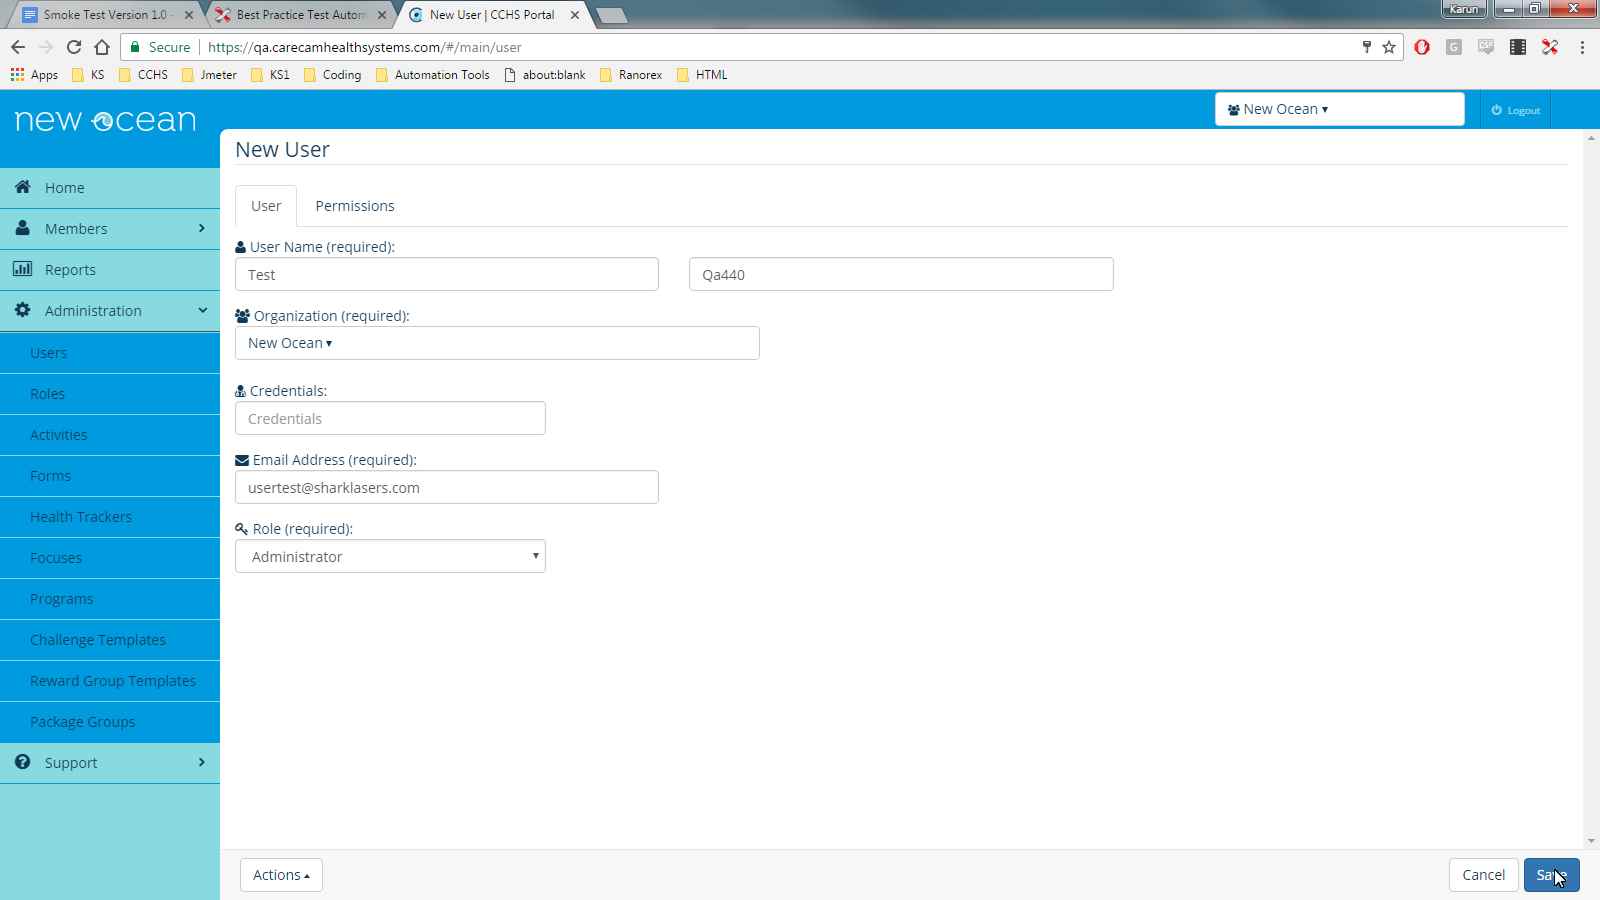 Smoke Test Version 1.0 -
Best Practice Test Autom
New User | CCHS Portal
Karun
Secure
https://qa.carecamhealthsystems.com/#/main/user
Apps
KS
CCHS
Jmeter
KS1
Coding
Automation Tools
about:blank
Ranorex
HTML
new ocean
New Ocean
Logout
Home
Members
Reports
Administration
Users
Roles
Activities
Forms
Health Trackers
Focuses
Programs
Challenge Templates
Reward Group Templates
Package Groups
Support
New User
User
Permissions
User Name (required):
Test
Qa440
Organization (required):
New Ocean
Credentials:
Credentials
Email Address (required):
usertest@sharklasers.com
Role (required):
Administrator
Actions
Cancel
Save